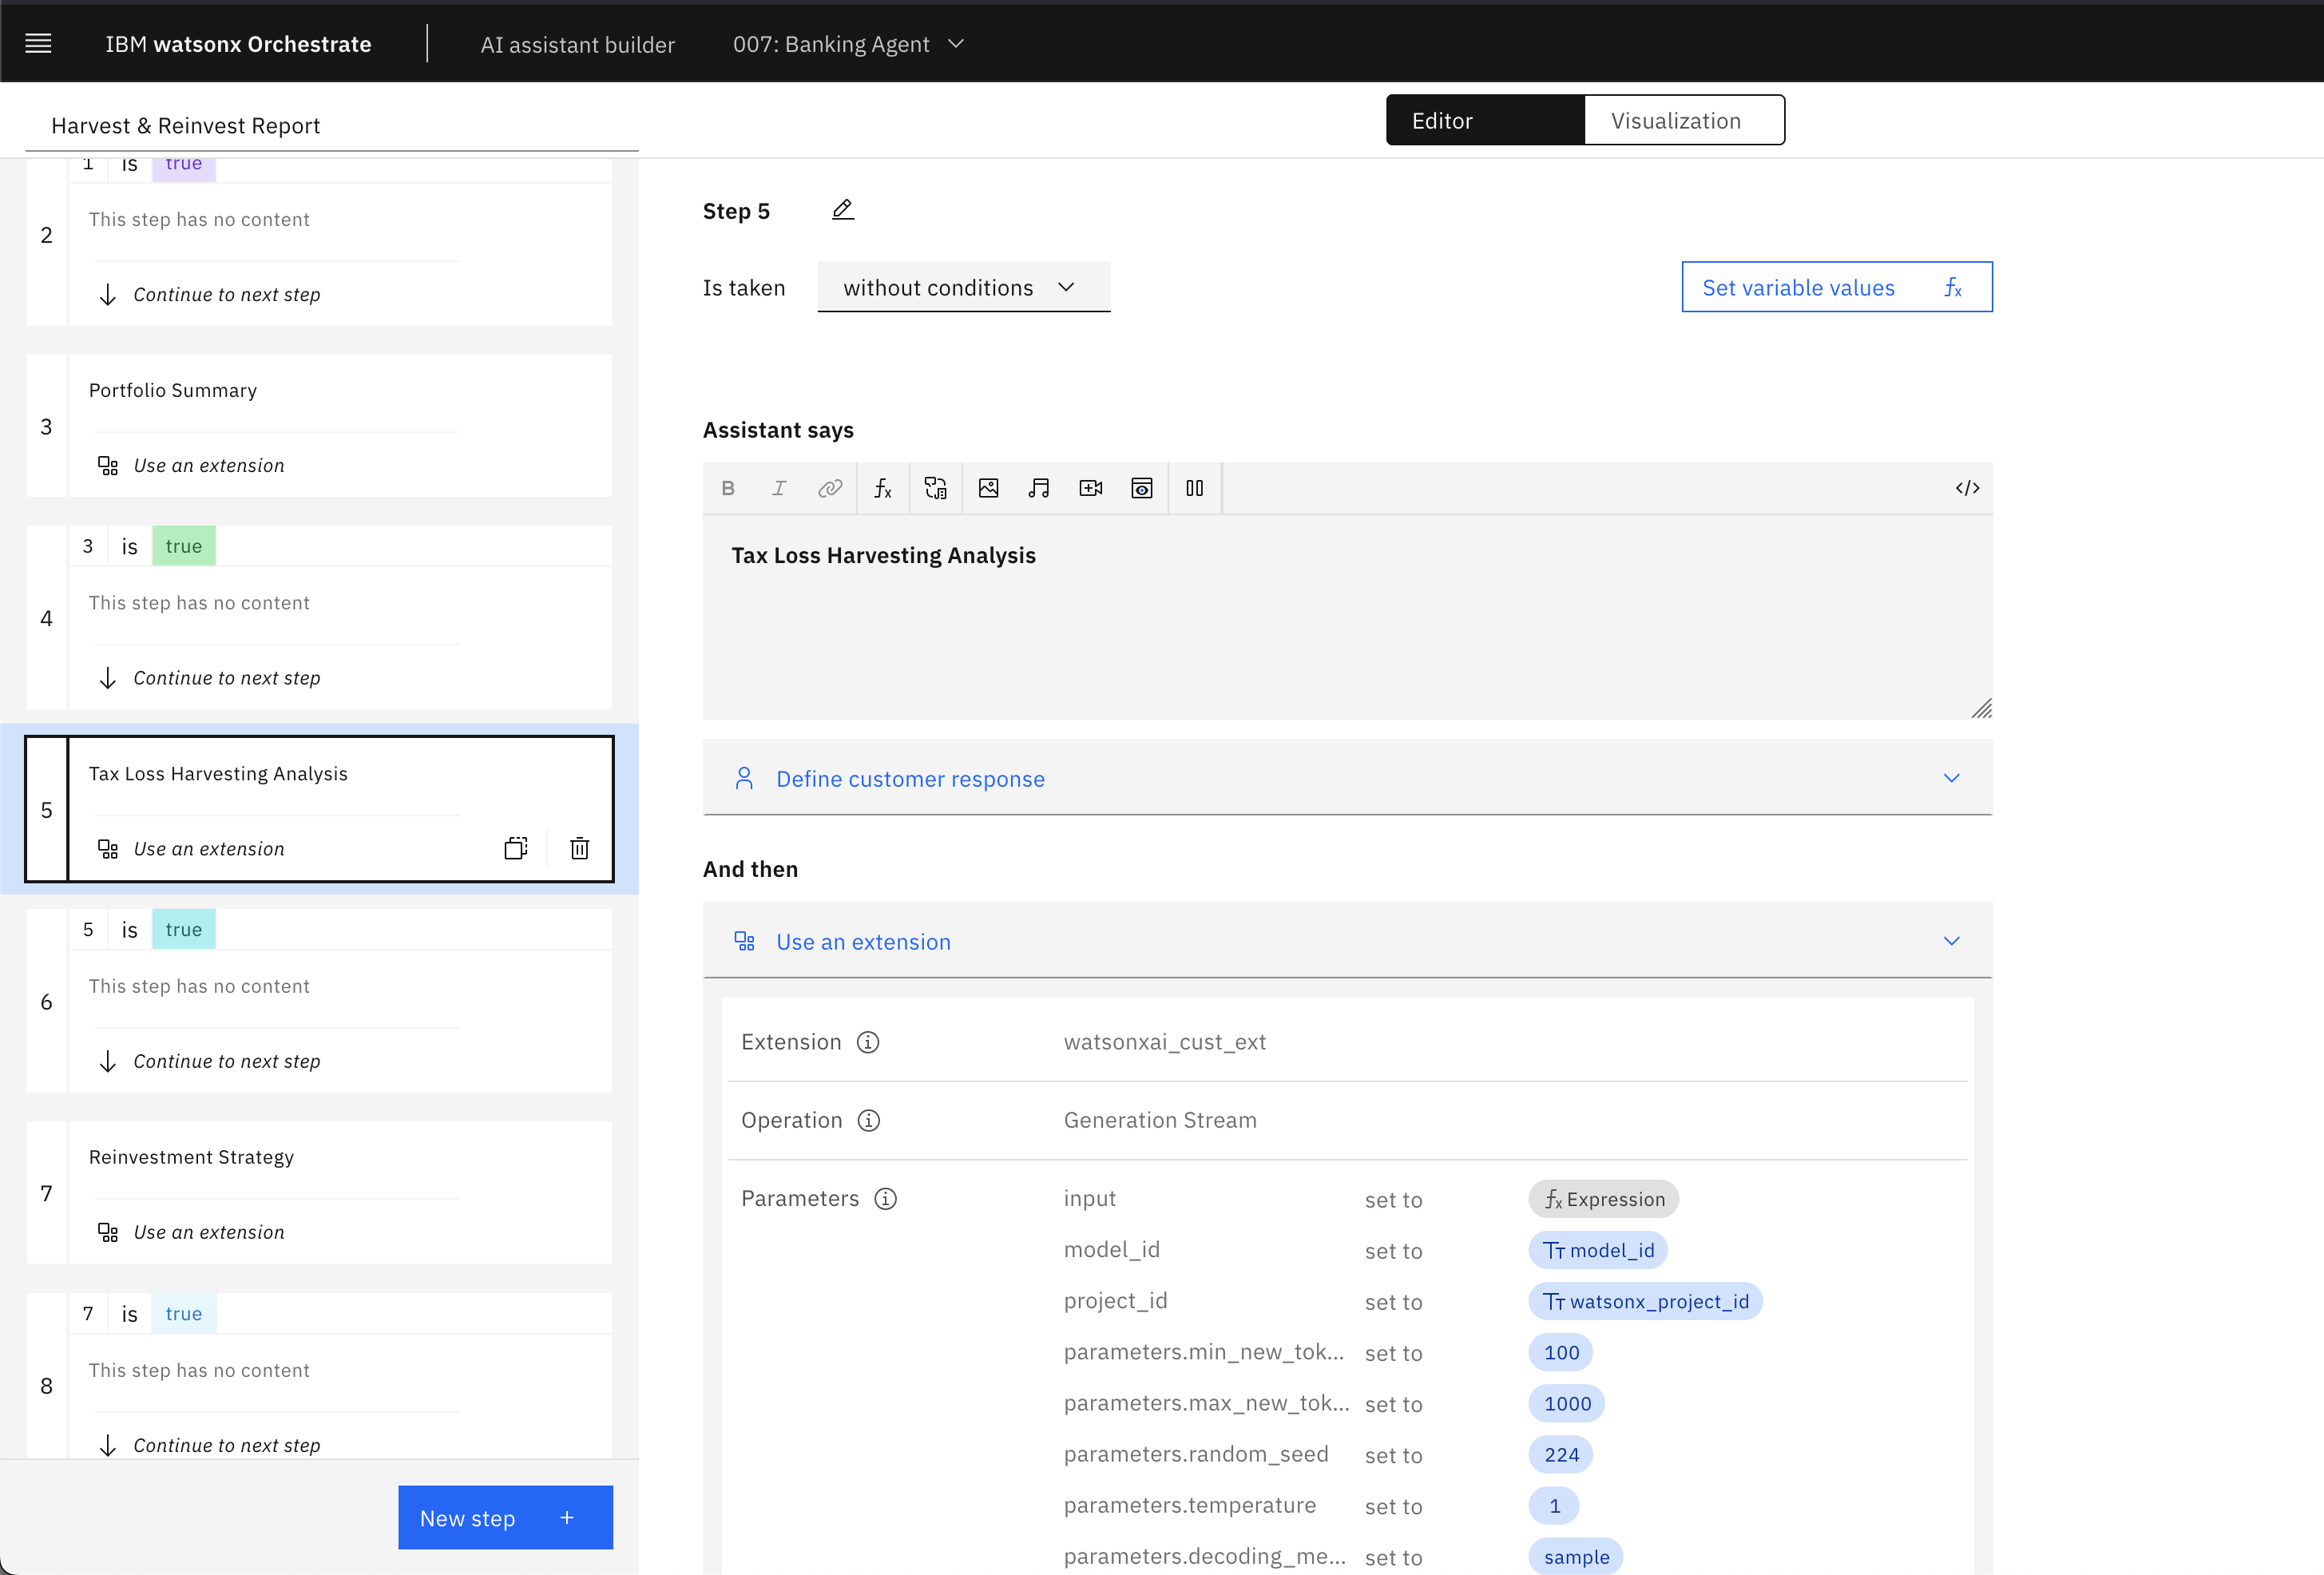 IBM watsonx Orchestrate
AI assistant builder
007: Banking Agent
Harvest & Reinvest Report
Editor
Visualization
1 is true
2
This step has no content
Continue to next step
3
Portfolio Summary
Use an extension
3 is true
4
This step has no content
Continue to next step
5
Tax Loss Harvesting Analysis
Use an extension
5 is true
6
This step has no content
Continue to next step
7
Reinvestment Strategy
Use an extension
7 is true
8
This step has no content
Continue to next step
New step +
Step 5
Is taken without conditions
Set variable values fx
Assistant says
B I fx </>
Tax Loss Harvesting Analysis
Define customer response
And then
Use an extension
Extension watsonxai_cust_ext
Operation Generation Stream
Parameters input set to fx Expression
model_id set to TT model_id
project_id set to TT watsonx_project_id
parameters.min_new_tok... set to 100
parameters.max_new_tok... set to 1000
parameters.random_seed set to 224
parameters.temperature set to 1
parameters.decoding_me... set to sample